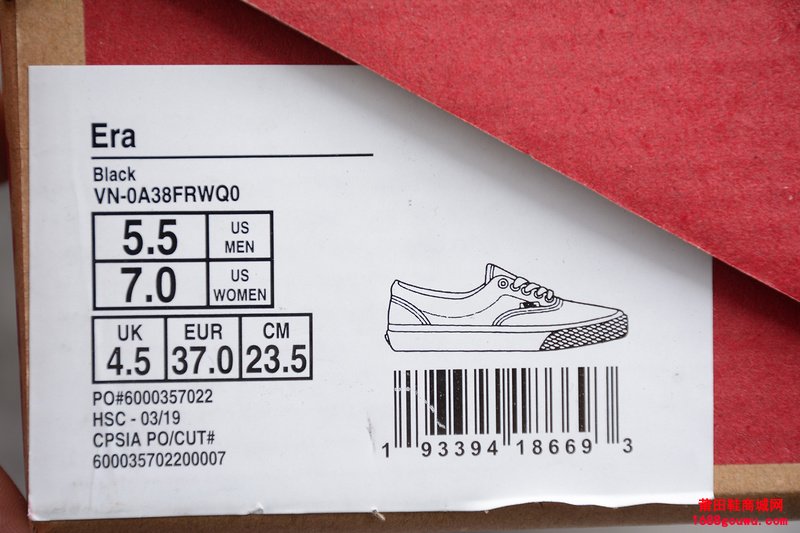 Era
Black
VN-0A38FRWQ0
5.5 US MEN
7.0 US WOMEN
UK EUR CM
4.5 37.0 23.5
PO#6000357022
HSC - 03/19
CPSIA PO/CUT#
600035702200007
1 93394 18669 3
莆田鞋商城网
1588gouwu.com